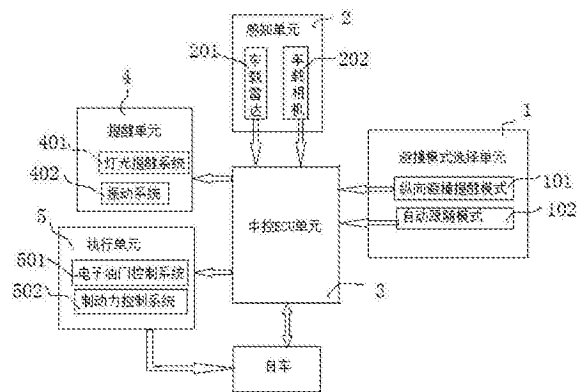 感知单元
2
201
车载雷达
车载相机
202
4
提醒单元
401
灯光提醒系统
402
振动系统
1
避撞模式选择单元
纵向避撞提醒模式
101
自动跟随模式
102
中控ECU单元
3
5
执行单元
501
电子油门控制系统
502
制动力控制系统
自车